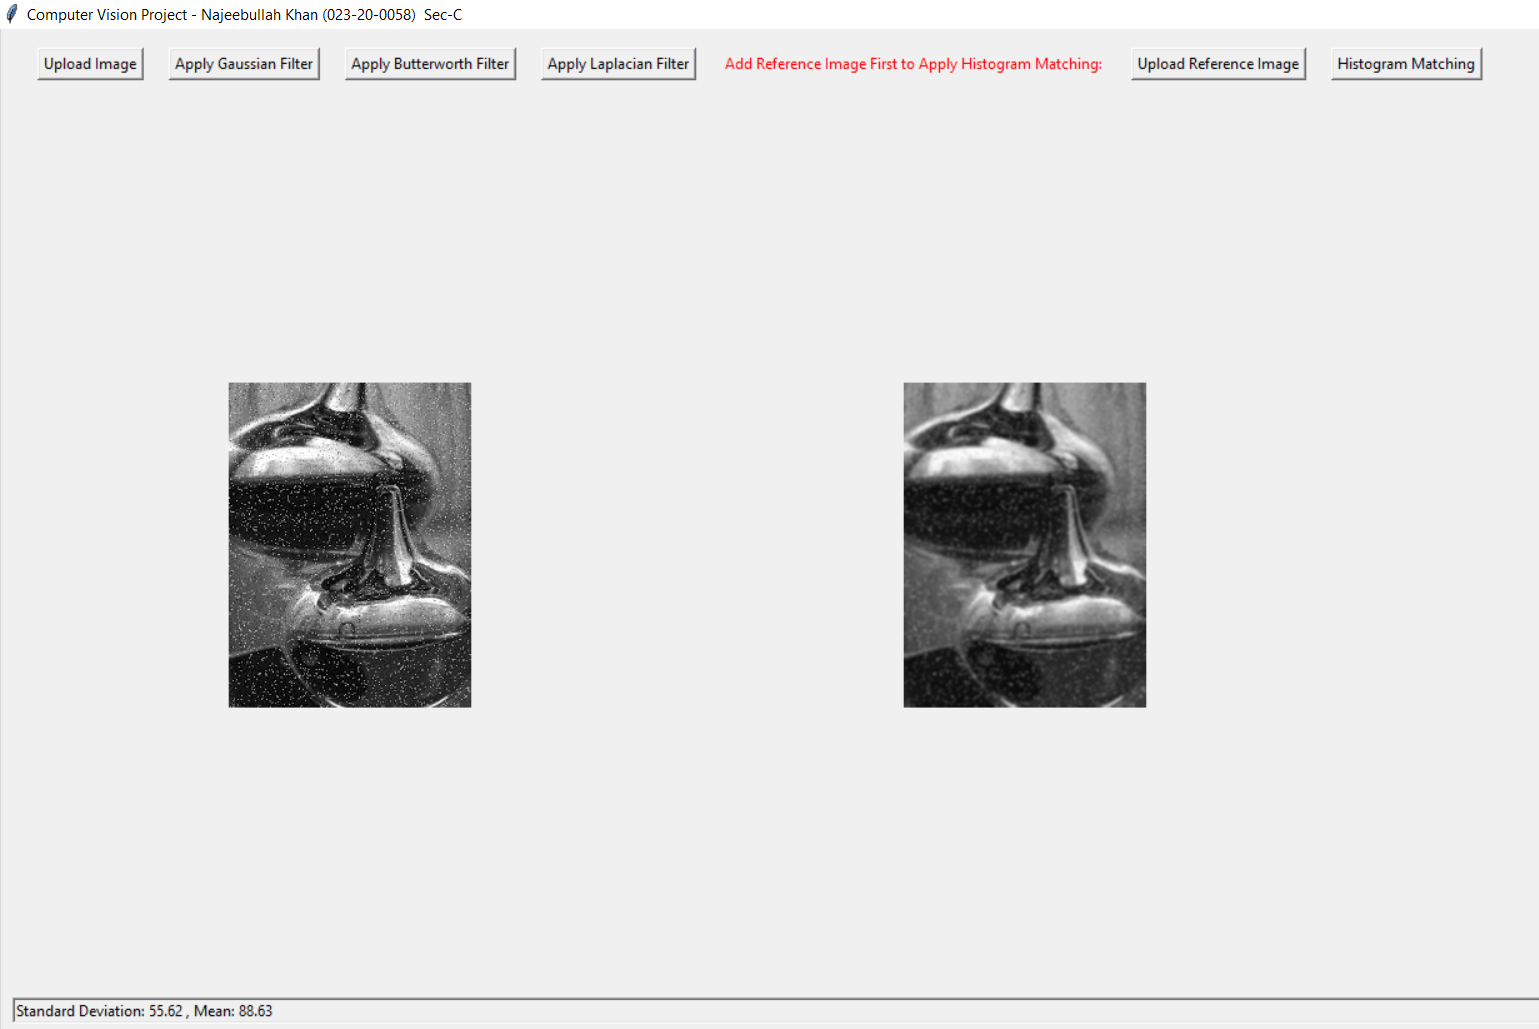 Computer Vision Project - Najeebullah Khan (023-20-0058)  Sec-C
Upload Image
Apply Gaussian Filter
Apply Butterworth Filter
Apply Laplacian Filter
Add Reference Image First to Apply Histogram Matching:
Upload Reference Image
Histogram Matching
Standard Deviation: 55.62 , Mean: 88.63